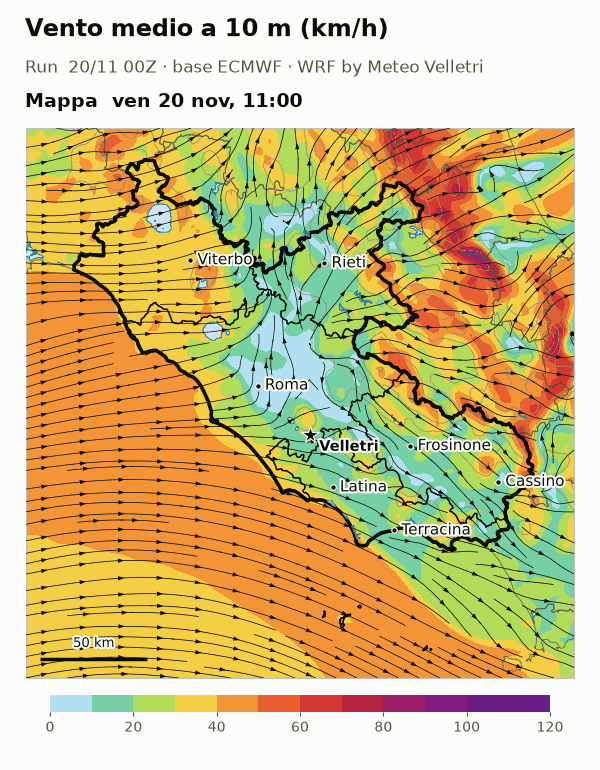 Vento medio a 10 m (km/h)
Run  20/11 00Z · base ECMWF · WRF by Meteo Velletri
Mappa  ven 20 nov, 11:00
Viterbo
Rieti
Roma
Velletri
Frosinone
Cassino
Latina
Terracina
50 km
0 20 40 60 80 100 120